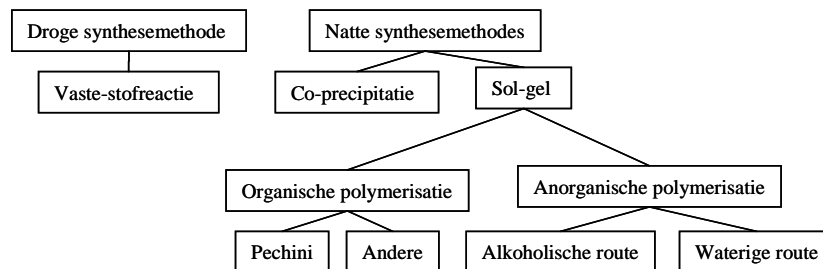 Droge synthesemethode
Natte synthesemethodes
Vaste-stofreactie
Co-precipitatie
Sol-gel
Organische polymerisatie
Anorganische polymerisatie
Pechini
Andere
Alkoholische route
Waterige route